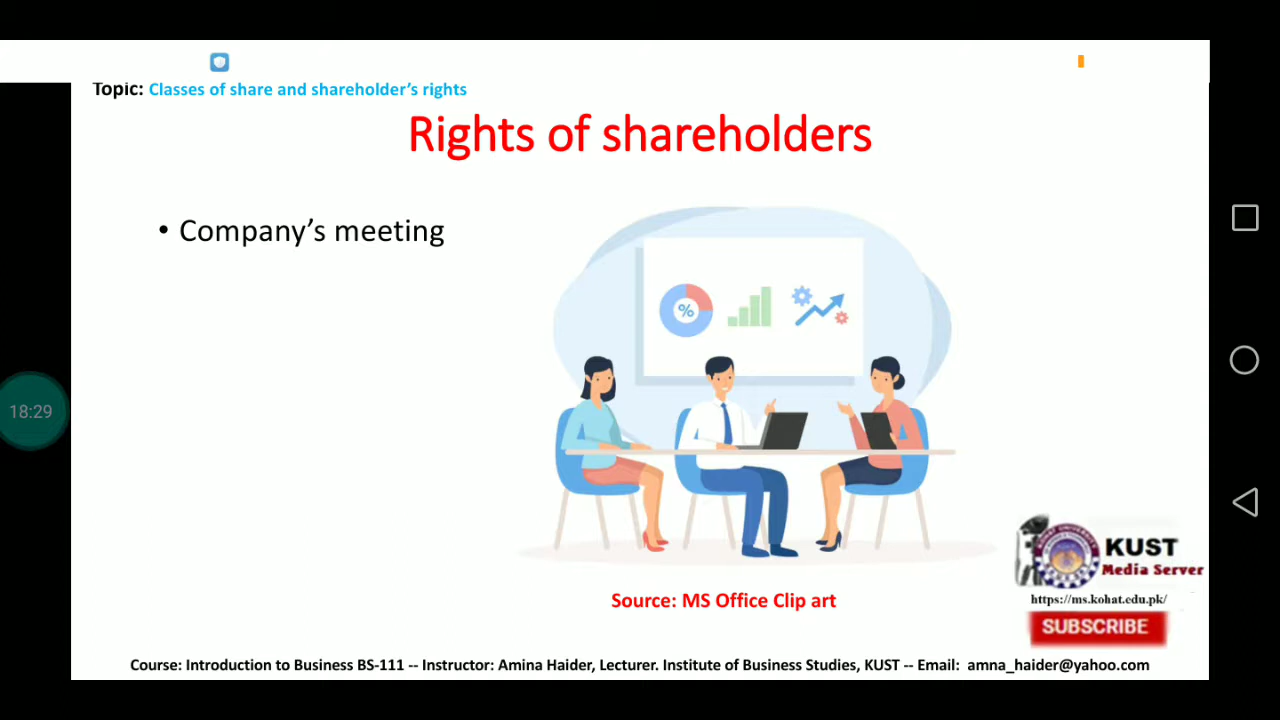 Topic: Classes of share and shareholder's rights
Rights of shareholders
• Company's meeting
%
18:29
KUST
Media Server
https://ms.kohat.edu.pk/
SUBSCRIBE
Source: MS Office Clip art
Course: Introduction to Business BS-111 -- Instructor: Amina Haider, Lecturer. Institute of Business Studies, KUST -- Email: amna_haider@yahoo.com